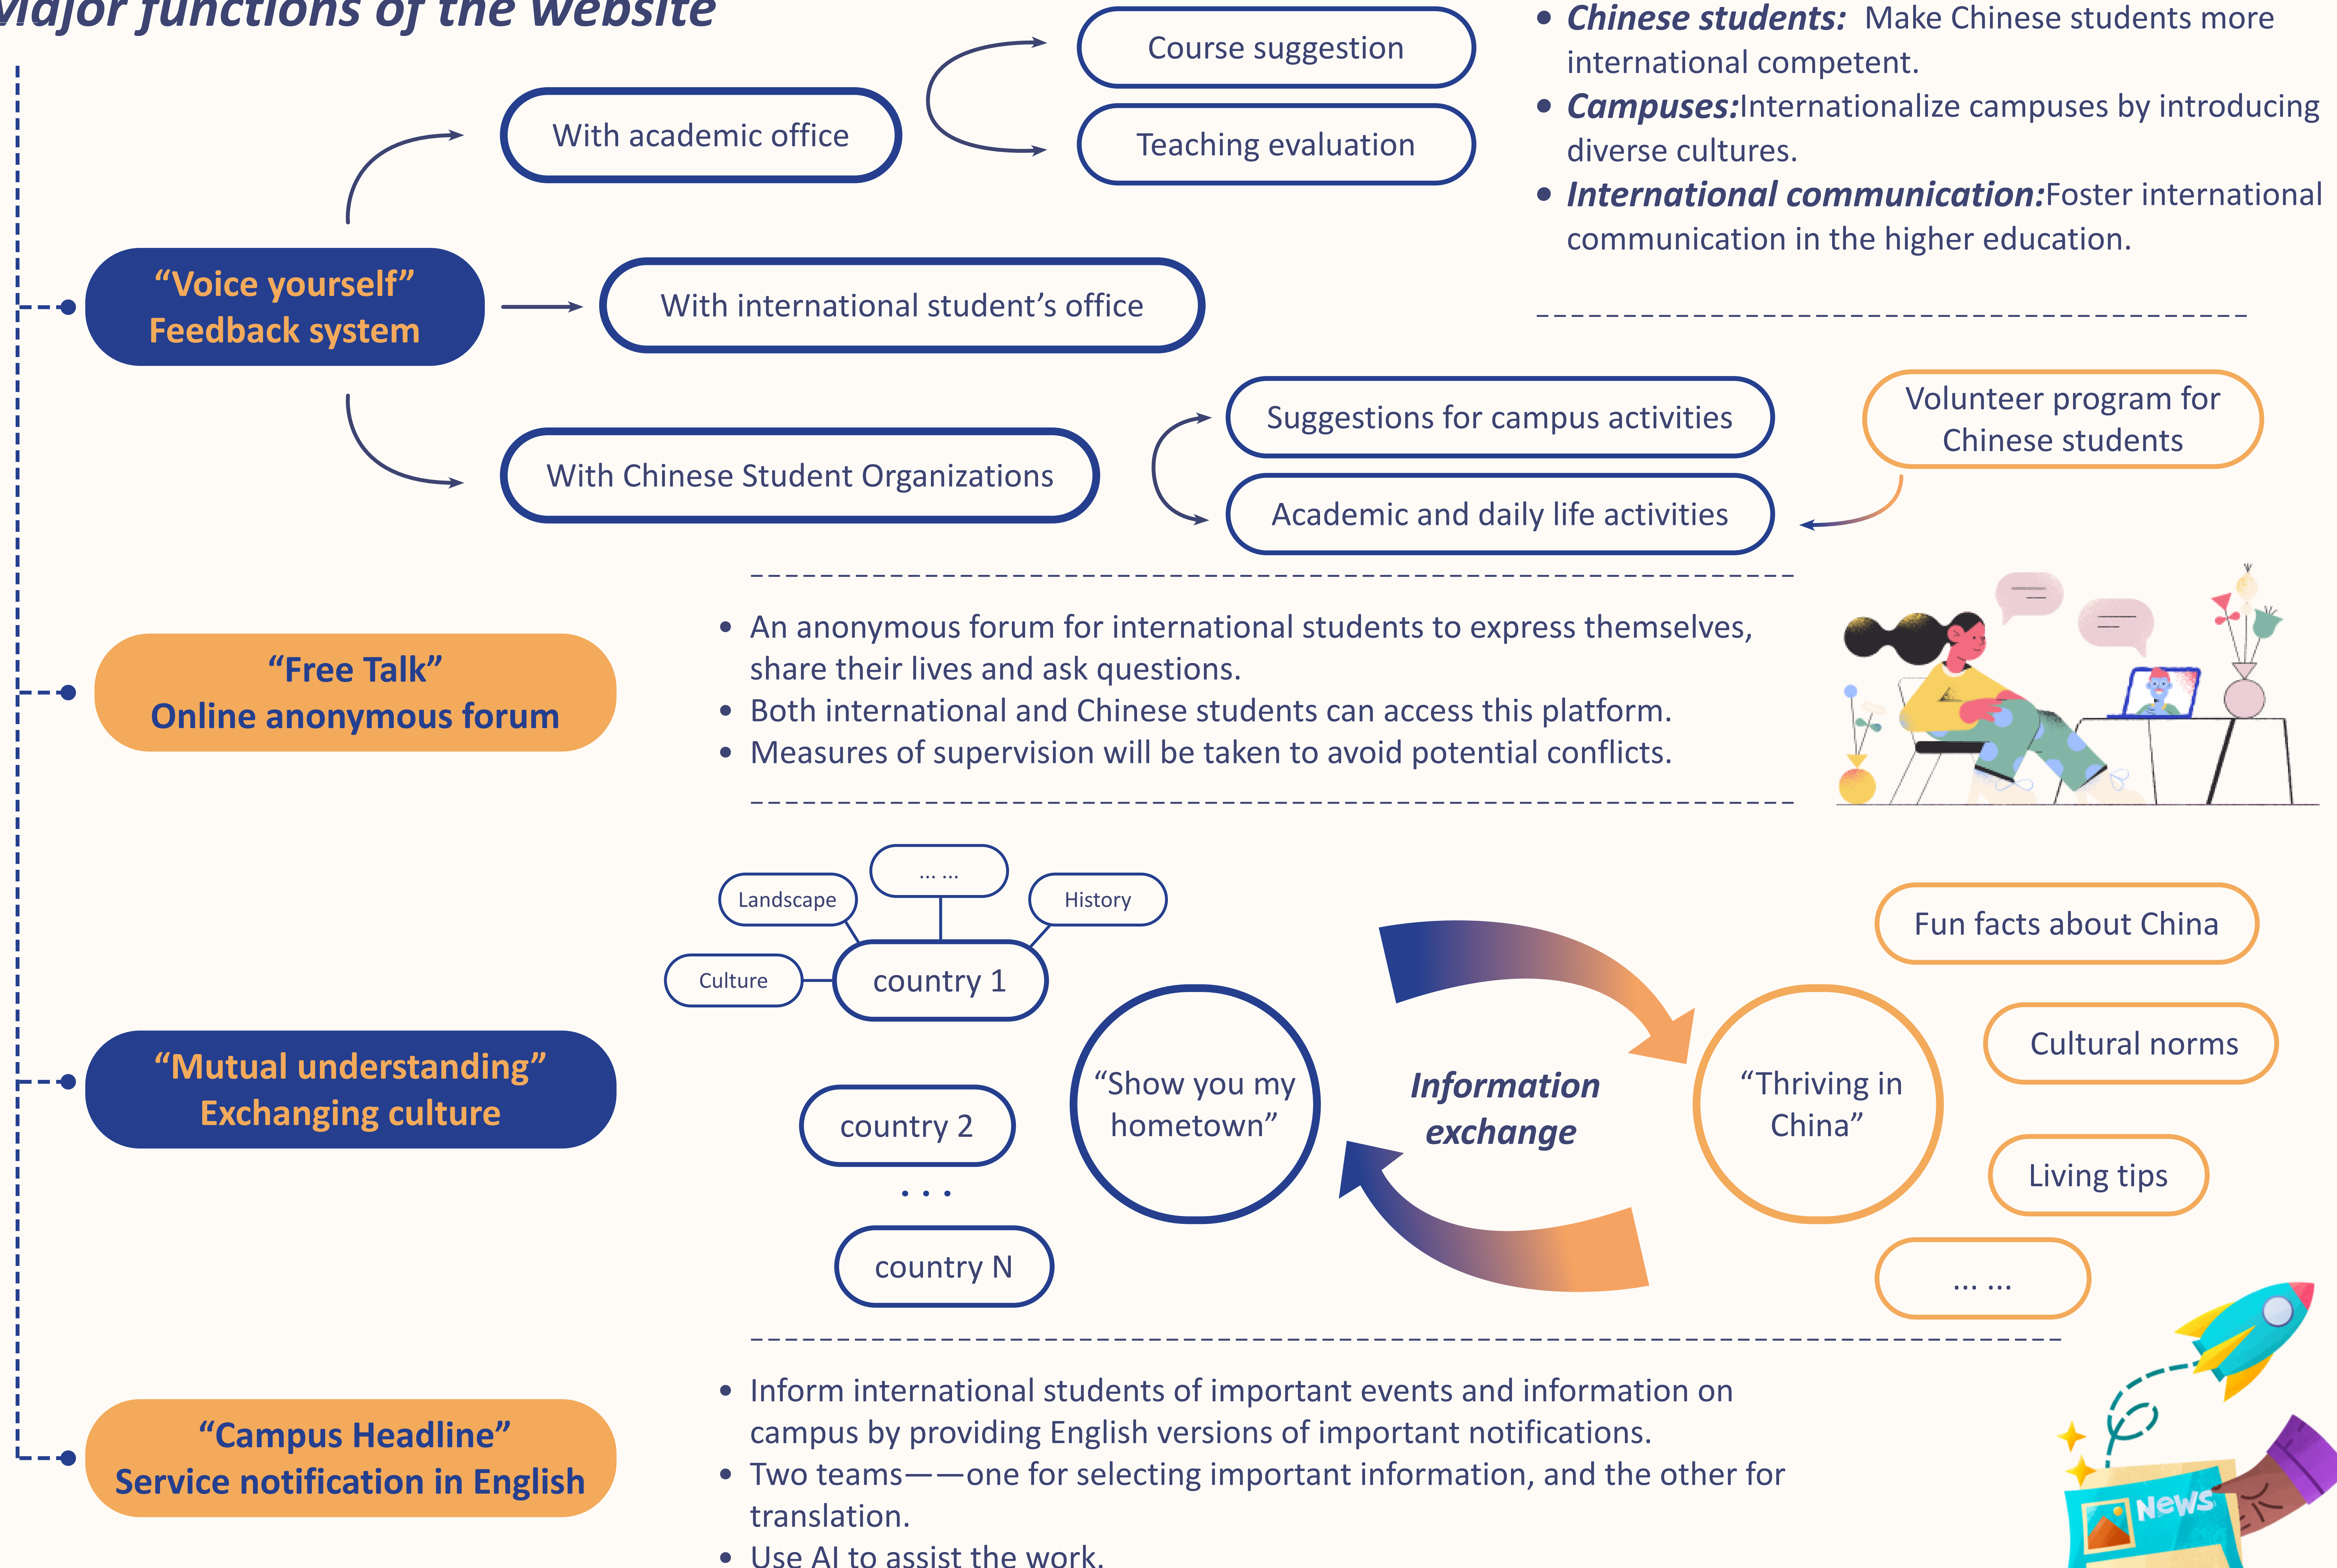 Major functions of the website
Course suggestion
With academic office
Teaching evaluation
“Voice yourself”
Feedback system
With international student’s office
Suggestions for campus activities
With Chinese Student Organizations
Academic and daily life activities
Volunteer program for
Chinese students
• Chinese students: Make Chinese students more
international competent.
• Campuses:Internationalize campuses by introducing
diverse cultures.
• International communication:Foster international
communication in the higher education.
“Free Talk”
Online anonymous forum
• An anonymous forum for international students to express themselves,
share their lives and ask questions.
• Both international and Chinese students can access this platform.
• Measures of supervision will be taken to avoid potential conflicts.
“Mutual understanding”
Exchanging culture
... ...
Landscape
History
Culture
country 1
country 2
. . .
country N
“Show you my
hometown”
Information
exchange
“Thriving in
China”
Fun facts about China
Cultural norms
Living tips
... ...
“Campus Headline”
Service notification in English
• Inform international students of important events and information on
campus by providing English versions of important notifications.
• Two teams——one for selecting important information, and the other for
translation.
• Use AI to assist the work.
NeWS